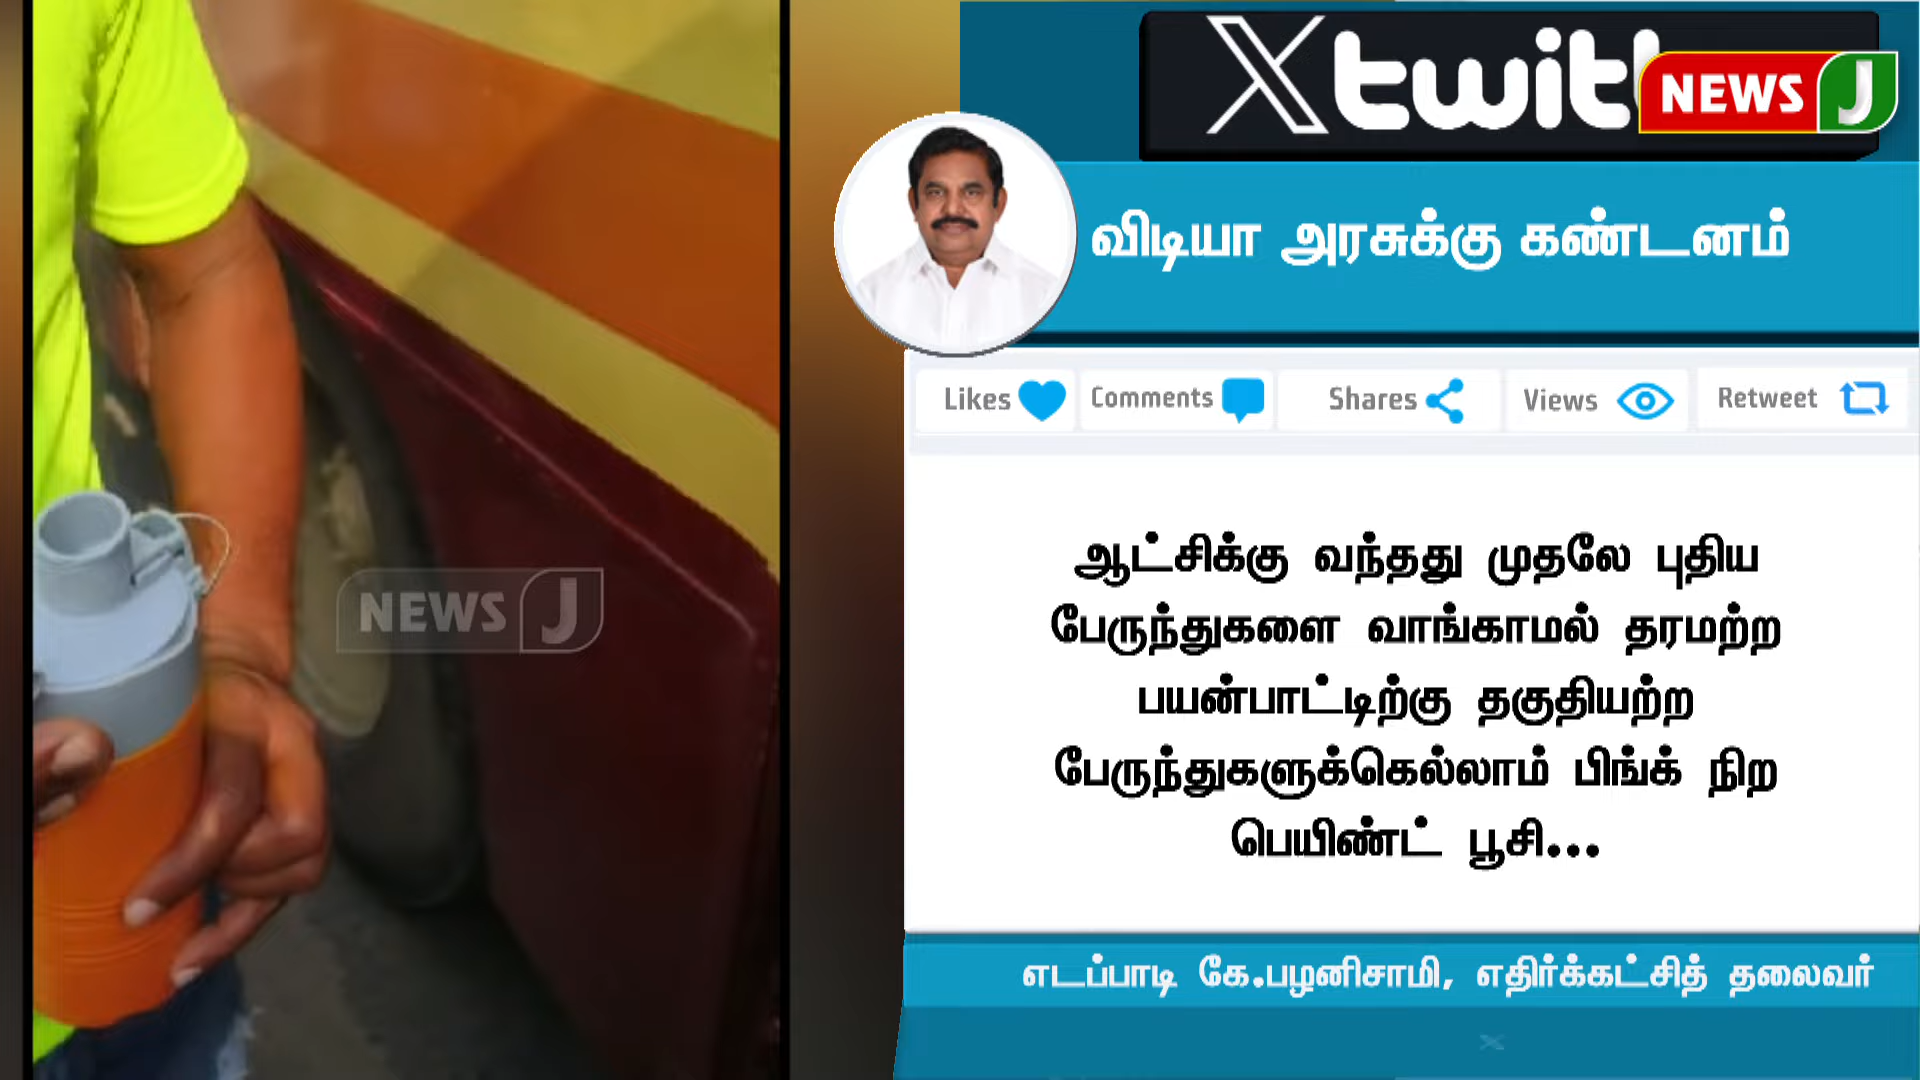 X twit
NEWS J
விடியா அரசுக்கு கண்டனம்
Likes Comments Shares Views Retweet
ஆட்சிக்கு வந்தது முதலே புதிய
பேருந்துகளை வாங்காமல் தரமற்ற
பயன்பாட்டிற்கு தகுதியற்ற
பேருந்துகளுக்கெல்லாம் பிங்க் நிற
பெயிண்ட் பூசி...
எடப்பாடி கே.பழனிசாமி, எதிர்க்கட்சித் தலைவர்
NEWS J